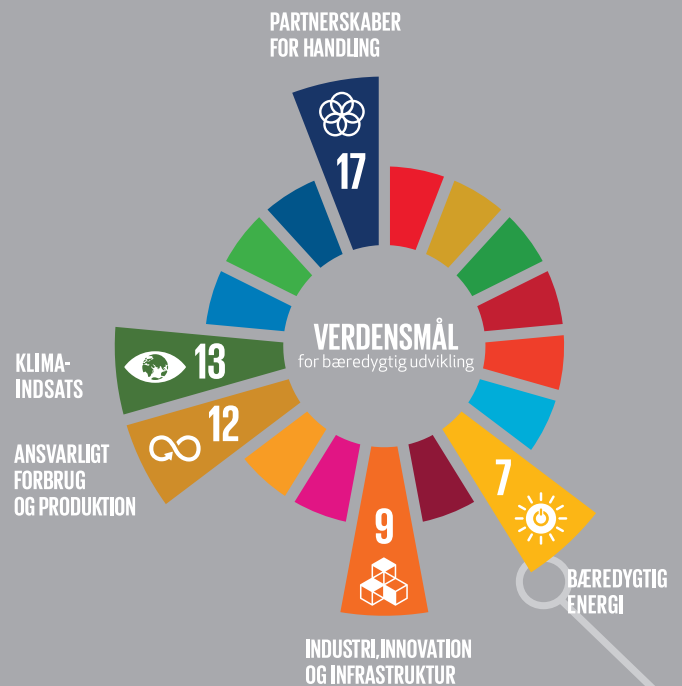 PARTNERSKABER
FOR HANDLING
17
VERDENSMÅL
for bæredygtig udvikling
13
KLIMA-
INDSATS
12
ANSVARLIGT
FORBRUG
OG PRODUKTION
7
BÆREDYGTIG
ENERGI
9
INDUSTRI, INNOVATION
OG INFRASTRUKTUR